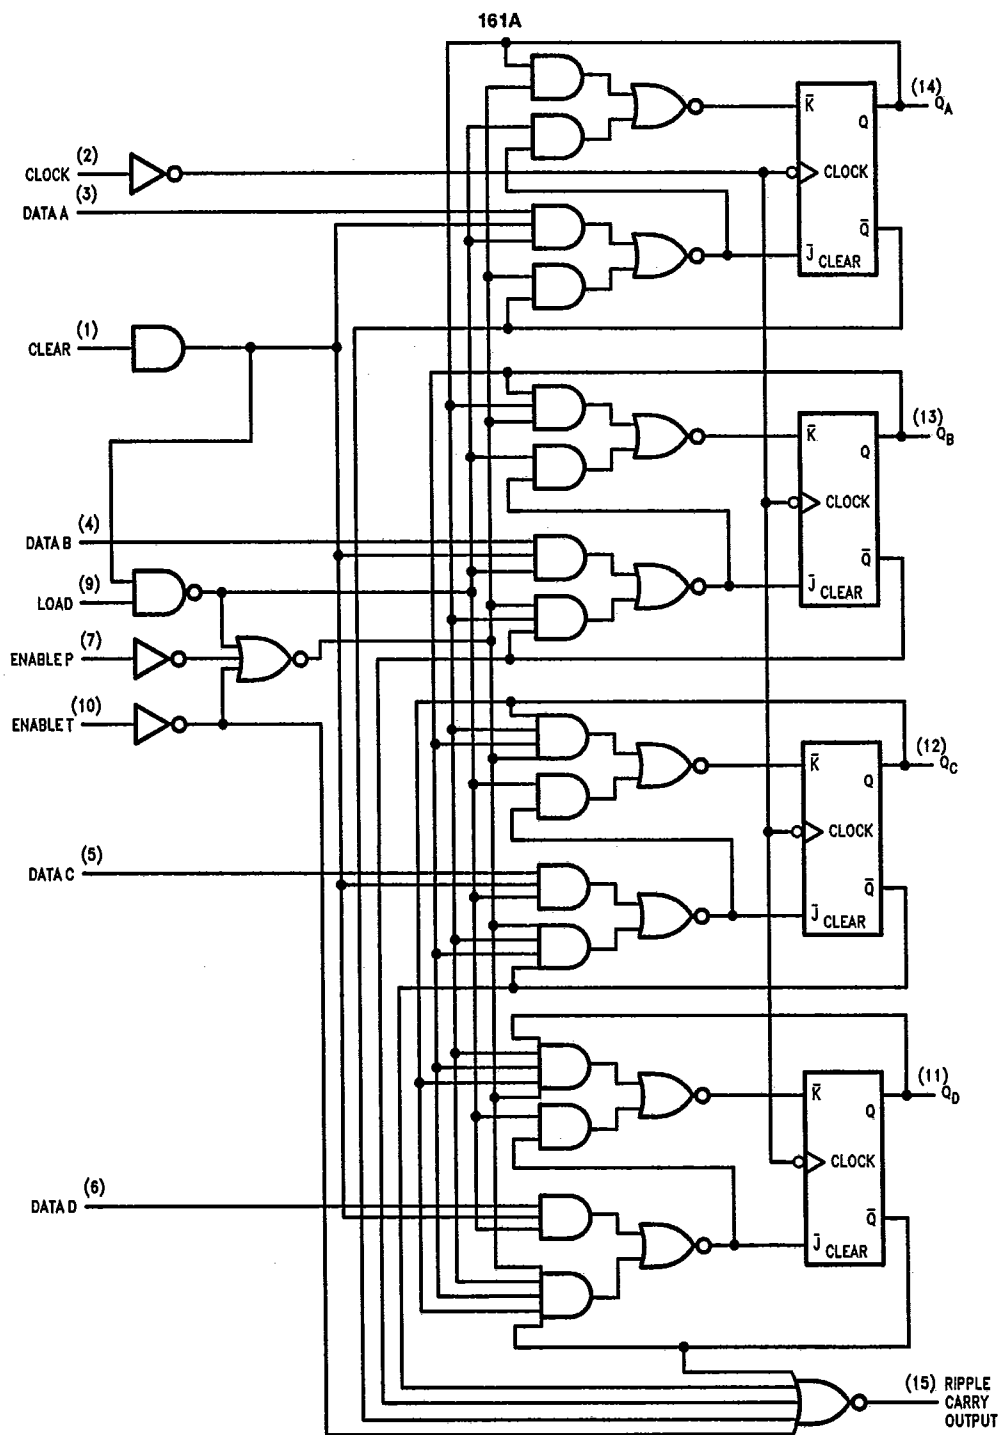 161A
(2)
CLOCK
(3)
DATA A
(1)
CLEAR
(4)
DATA B
(9)
LOAD
(7)
ENABLE P
(10)
ENABLE T
(5)
DATA C
(6)
DATA D
K̅
Q
CLOCK
Q̅
J̅ CLEAR
(14)
QA
K̅
Q
CLOCK
Q̅
J̅ CLEAR
(13)
QB
K̅
Q
CLOCK
Q̅
J̅ CLEAR
(12)
QC
K̅
Q
CLOCK
Q̅
J̅ CLEAR
(11)
QD
(15) RIPPLE
CARRY
OUTPUT